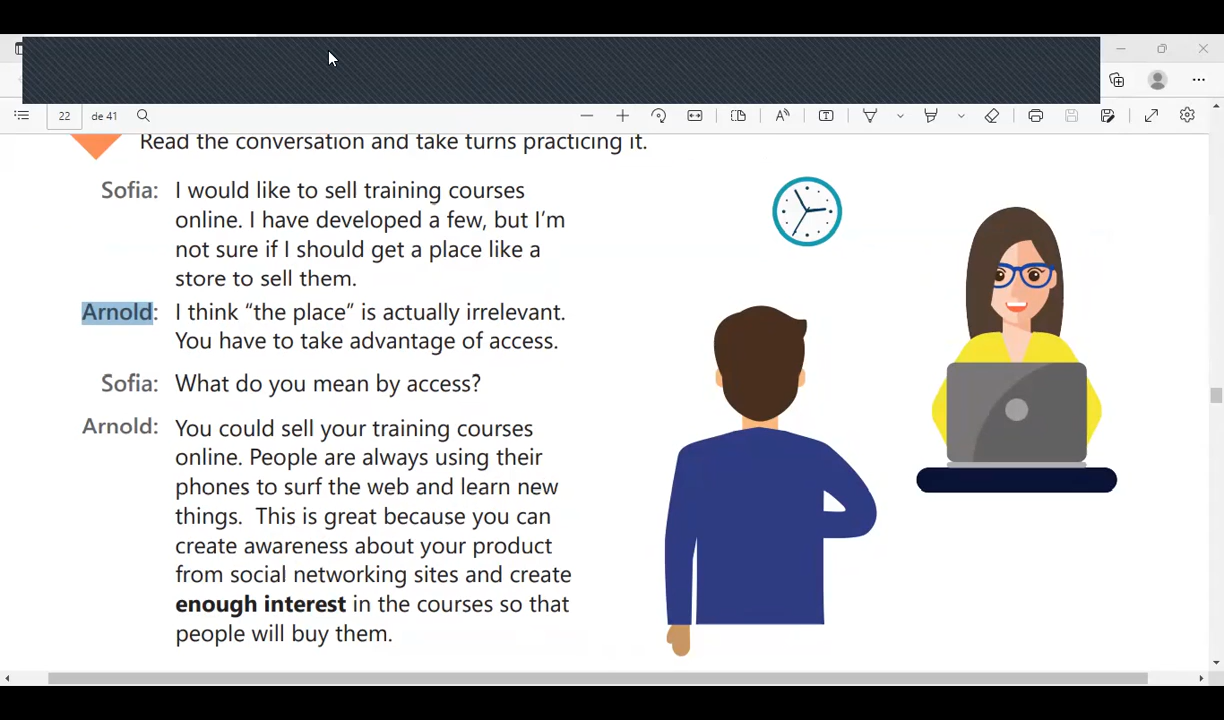 22 de 41
Read the conversation and take turns practicing it.
Sofia: I would like to sell training courses
online. I have developed a few, but I'm
not sure if I should get a place like a
store to sell them.
Arnold: I think “the place” is actually irrelevant.
You have to take advantage of access.
Sofia: What do you mean by access?
Arnold: You could sell your training courses
online. People are always using their
phones to surf the web and learn new
things. This is great because you can
create awareness about your product
from social networking sites and create
enough interest in the courses so that
people will buy them.